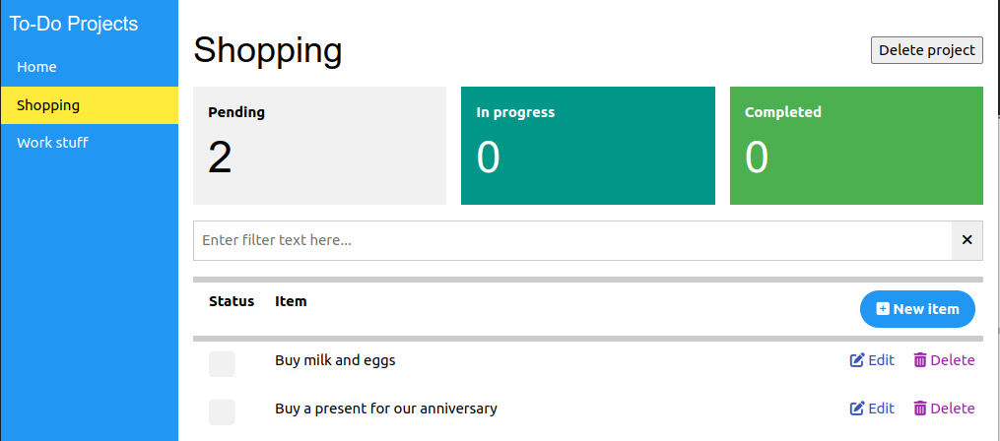 To-Do Projects
Home
Shopping
Work stuff
Shopping
Delete project
Pending
2
In progress
0
Completed
0
Enter filter text here...
Status Item New item
Buy milk and eggs Edit Delete
Buy a present for our anniversary Edit Delete